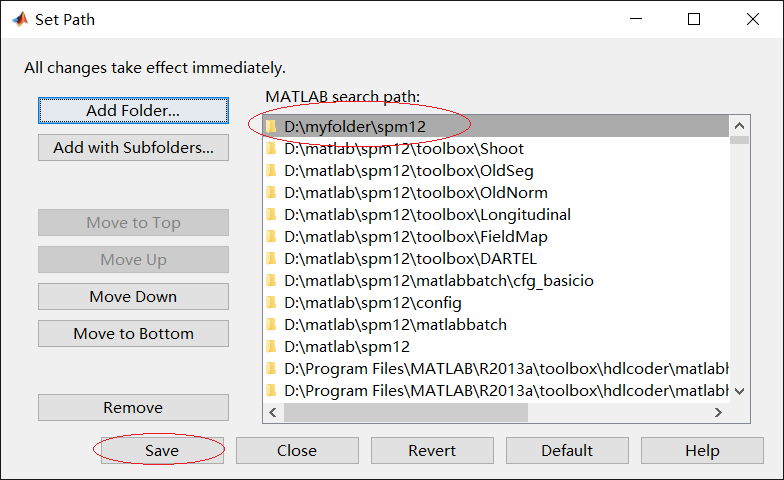 Set Path
All changes take effect immediately.
Add Folder...
Add with Subfolders...
Move to Top
Move Up
Move Down
Move to Bottom
Remove
MATLAB search path:
D:\myfolder\spm12
D:\matlab\spm12\toolbox\Shoot
D:\matlab\spm12\toolbox\OldSeg
D:\matlab\spm12\toolbox\OldNorm
D:\matlab\spm12\toolbox\Longitudinal
D:\matlab\spm12\toolbox\FieldMap
D:\matlab\spm12\toolbox\DARTEL
D:\matlab\spm12\matlabbatch\cfg_basicio
D:\matlab\spm12\config
D:\matlab\spm12\matlabbatch
D:\matlab\spm12
D:\Program Files\MATLAB\R2013a\toolbox\hdlcoder\matlabh
D:\Program Files\MATLAB\R2013a\toolbox\hdlcoder\matlabh
Save
Close
Revert
Default
Help